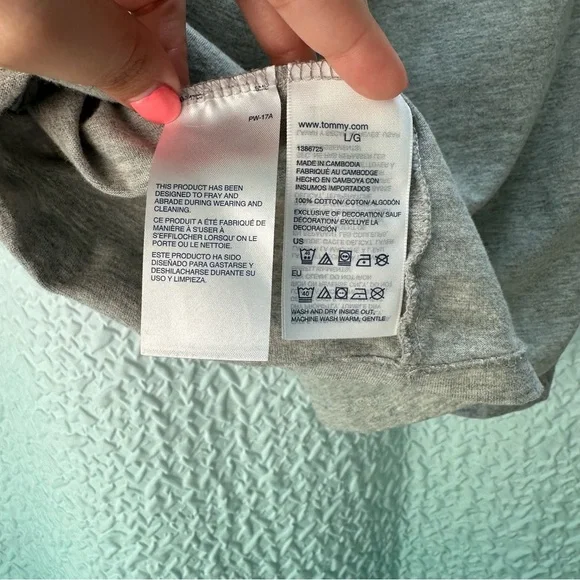 PW-17A
THIS PRODUCT HAS BEEN
DESIGNED TO FRAY AND
ABRADE DURING WEARING AND
CLEANING.
CE PRODUIT A ÉTÉ FABRIQUÉ DE
MANIÈRE À S'USER À
S'EFFILOCHER LORSQU' ON LE
PORTE OU LE NETTOIE.
ESTE PRODUCTO HA SIDO
DISEÑADO PARA GASTARSE Y
DESHILACHARSE DURANTE SU
USO Y LIMPIEZA.
www.tommy.com
L/G
1386725
MADE IN CAMBODIA
FABRIQUÉ AU CAMBODGE
HECHO EN CAMBOYA CON
INSUMOS IMPORTADOS
100% COTTON/ COTON/ ALGODÓN
EXCLUSIVE OF DECORATION/ SAUF
DÉCORATION/ EXCLUYE LA
DECORACIÓN
US
EU
40
WASH AND DRY INSIDE OUT,
MACHINE WASH WARM, GENTLE